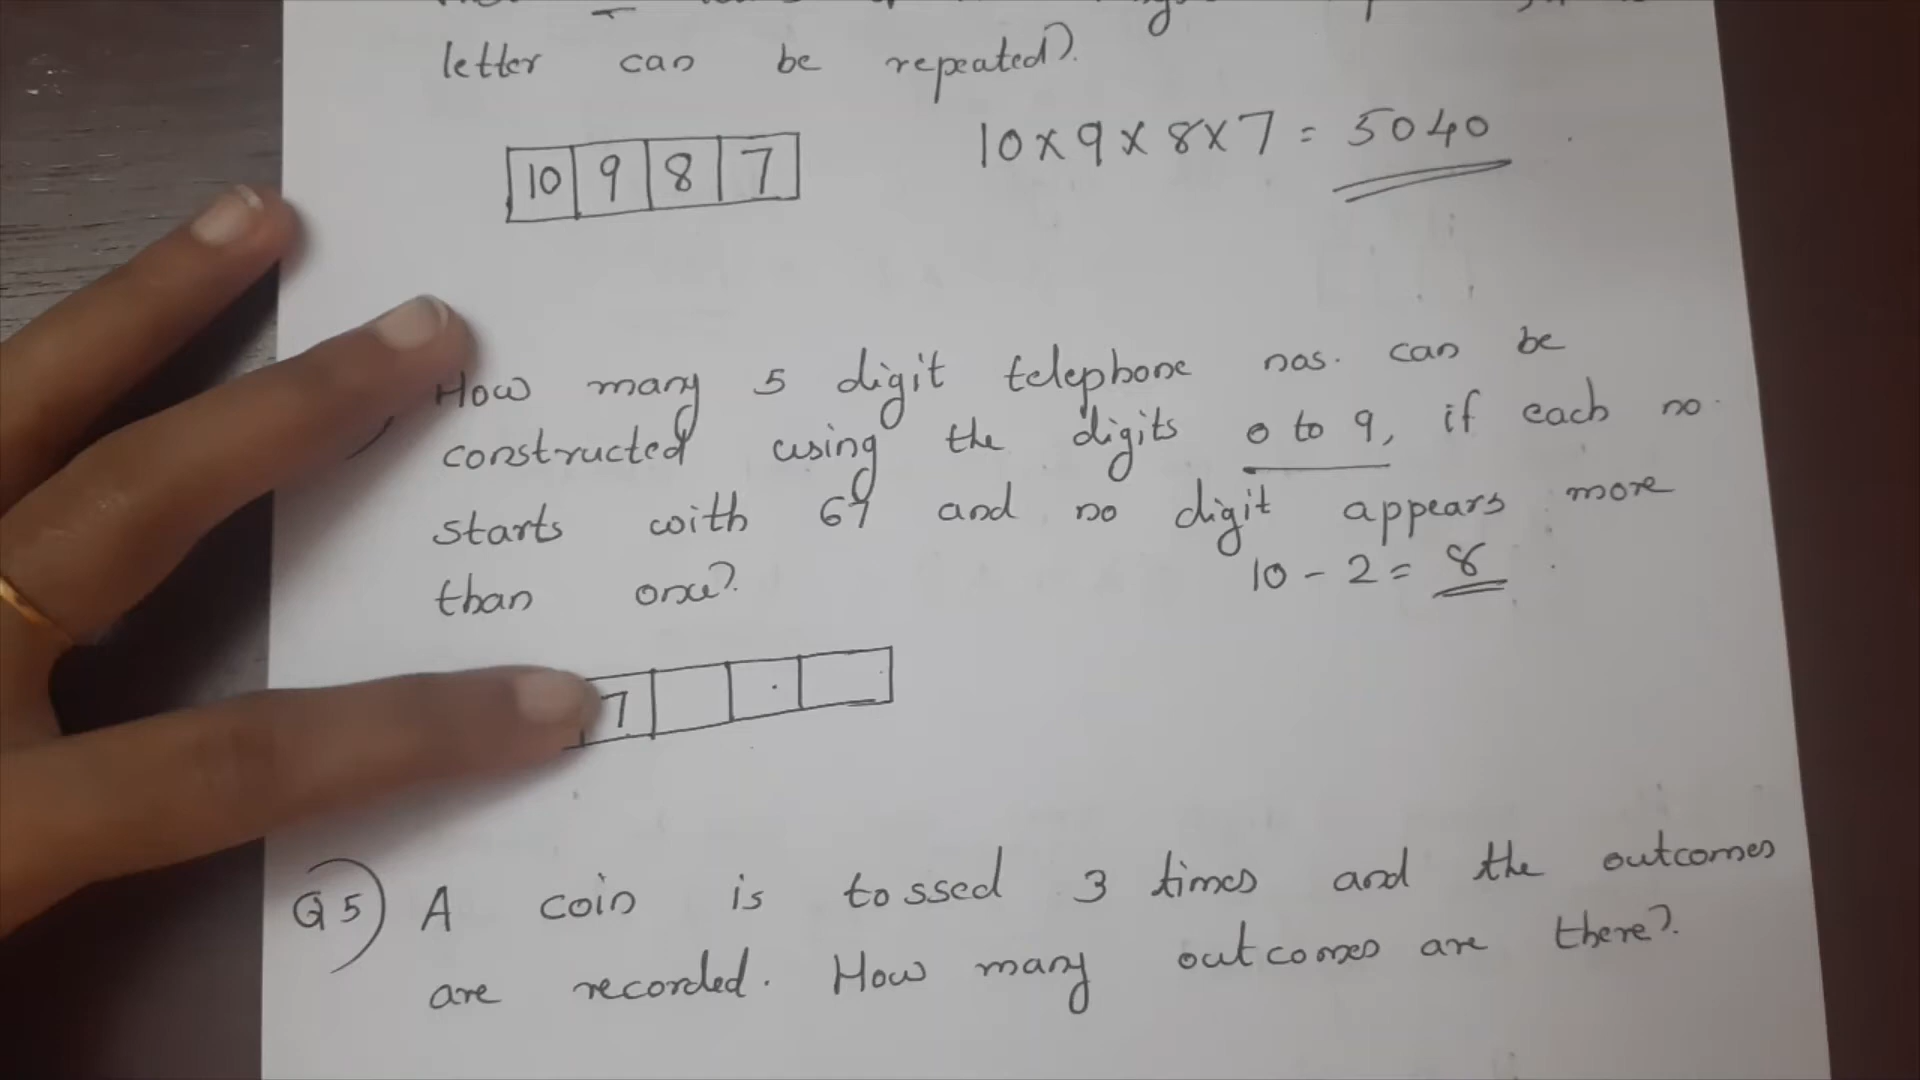 letter can be repeated?
10 9 8 7 10 x 9 x 8 x 7 = 5040
How many 5 digit telephone nos. can be
constructed using the digits 0 to 9, if each no.
starts with 67 and no digit appears more
than once? 10 - 2 = 8
7
Q5) A coin is tossed 3 times and the outcomes
are recorded. How many outcomes are there?